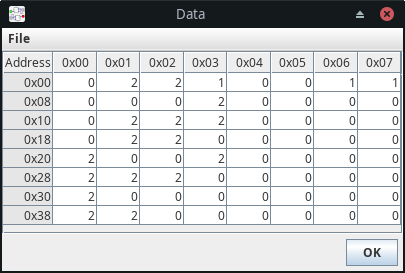 Data
File
Address 0x00 0x01 0x02 0x03 0x04 0x05 0x06 0x07
0x00 0 2 2 1 0 0 1 1
0x08 0 0 0 2 0 0 0 0
0x10 0 2 2 2 0 0 0 0
0x18 0 2 2 2 0 0 0 0
0x20 2 0 0 2 0 0 0 0
0x28 2 2 2 0 0 0 0 0
0x30 2 0 0 0 0 0 0 0
0x38 2 2 0 0 0 0 0 0
OK